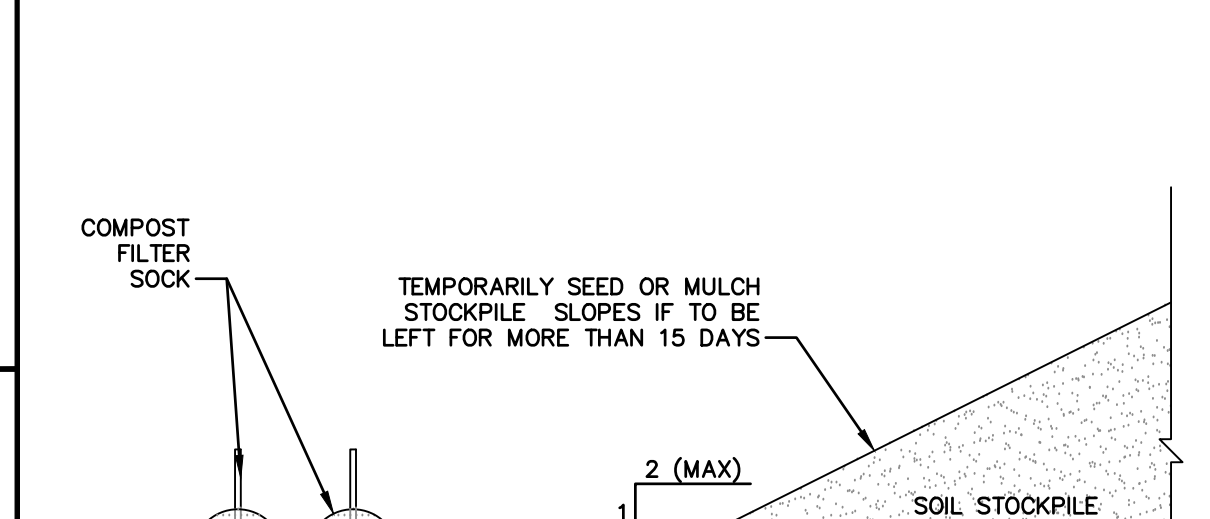 COMPOST
FILTER
SOCK
TEMPORARILY SEED OR MULCH
STOCKPILE SLOPES IF TO BE
LEFT FOR MORE THAN 15 DAYS
2 (MAX)
1
SOIL STOCKPILE